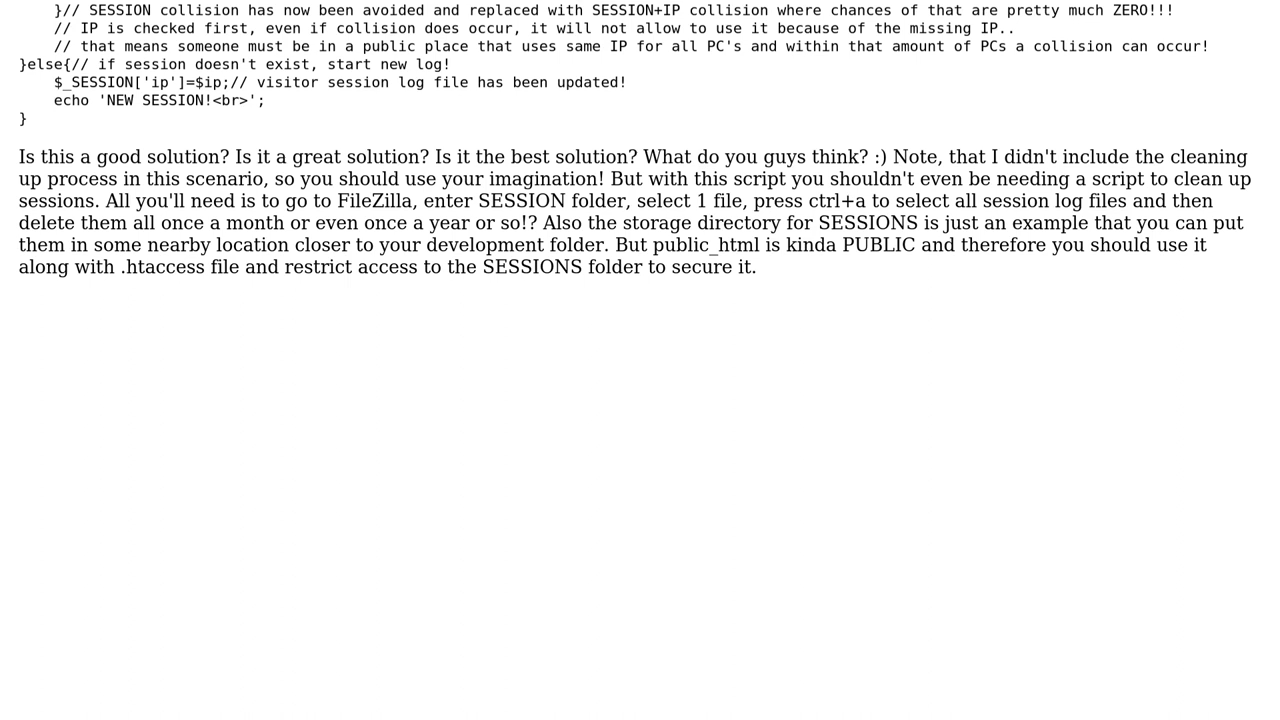 }// SESSION collision has now been avoided and replaced with SESSION+IP collision where chances of that are pretty much ZERO!!!
    // IP is checked first, even if collision does occur, it will not allow to use it because of the missing IP..
    // that means someone must be in a public place that uses same IP for all PC's and within that amount of PCs a collision can occur!
}else{// if session doesn't exist, start new log!
    $_SESSION['ip']=$ip;// visitor session log file has been updated!
    echo 'NEW SESSION!<br>';
}
Is this a good solution? Is it a great solution? Is it the best solution? What do you guys think? :) Note, that I didn't include the cleaning
up process in this scenario, so you should use your imagination! But with this script you shouldn't even be needing a script to clean up
sessions. All you'll need is to go to FileZilla, enter SESSION folder, select 1 file, press ctrl+a to select all session log files and then
delete them all once a month or even once a year or so!? Also the storage directory for SESSIONS is just an example that you can put
them in some nearby location closer to your development folder. But public_html is kinda PUBLIC and therefore you should use it
along with .htaccess file and restrict access to the SESSIONS folder to secure it.